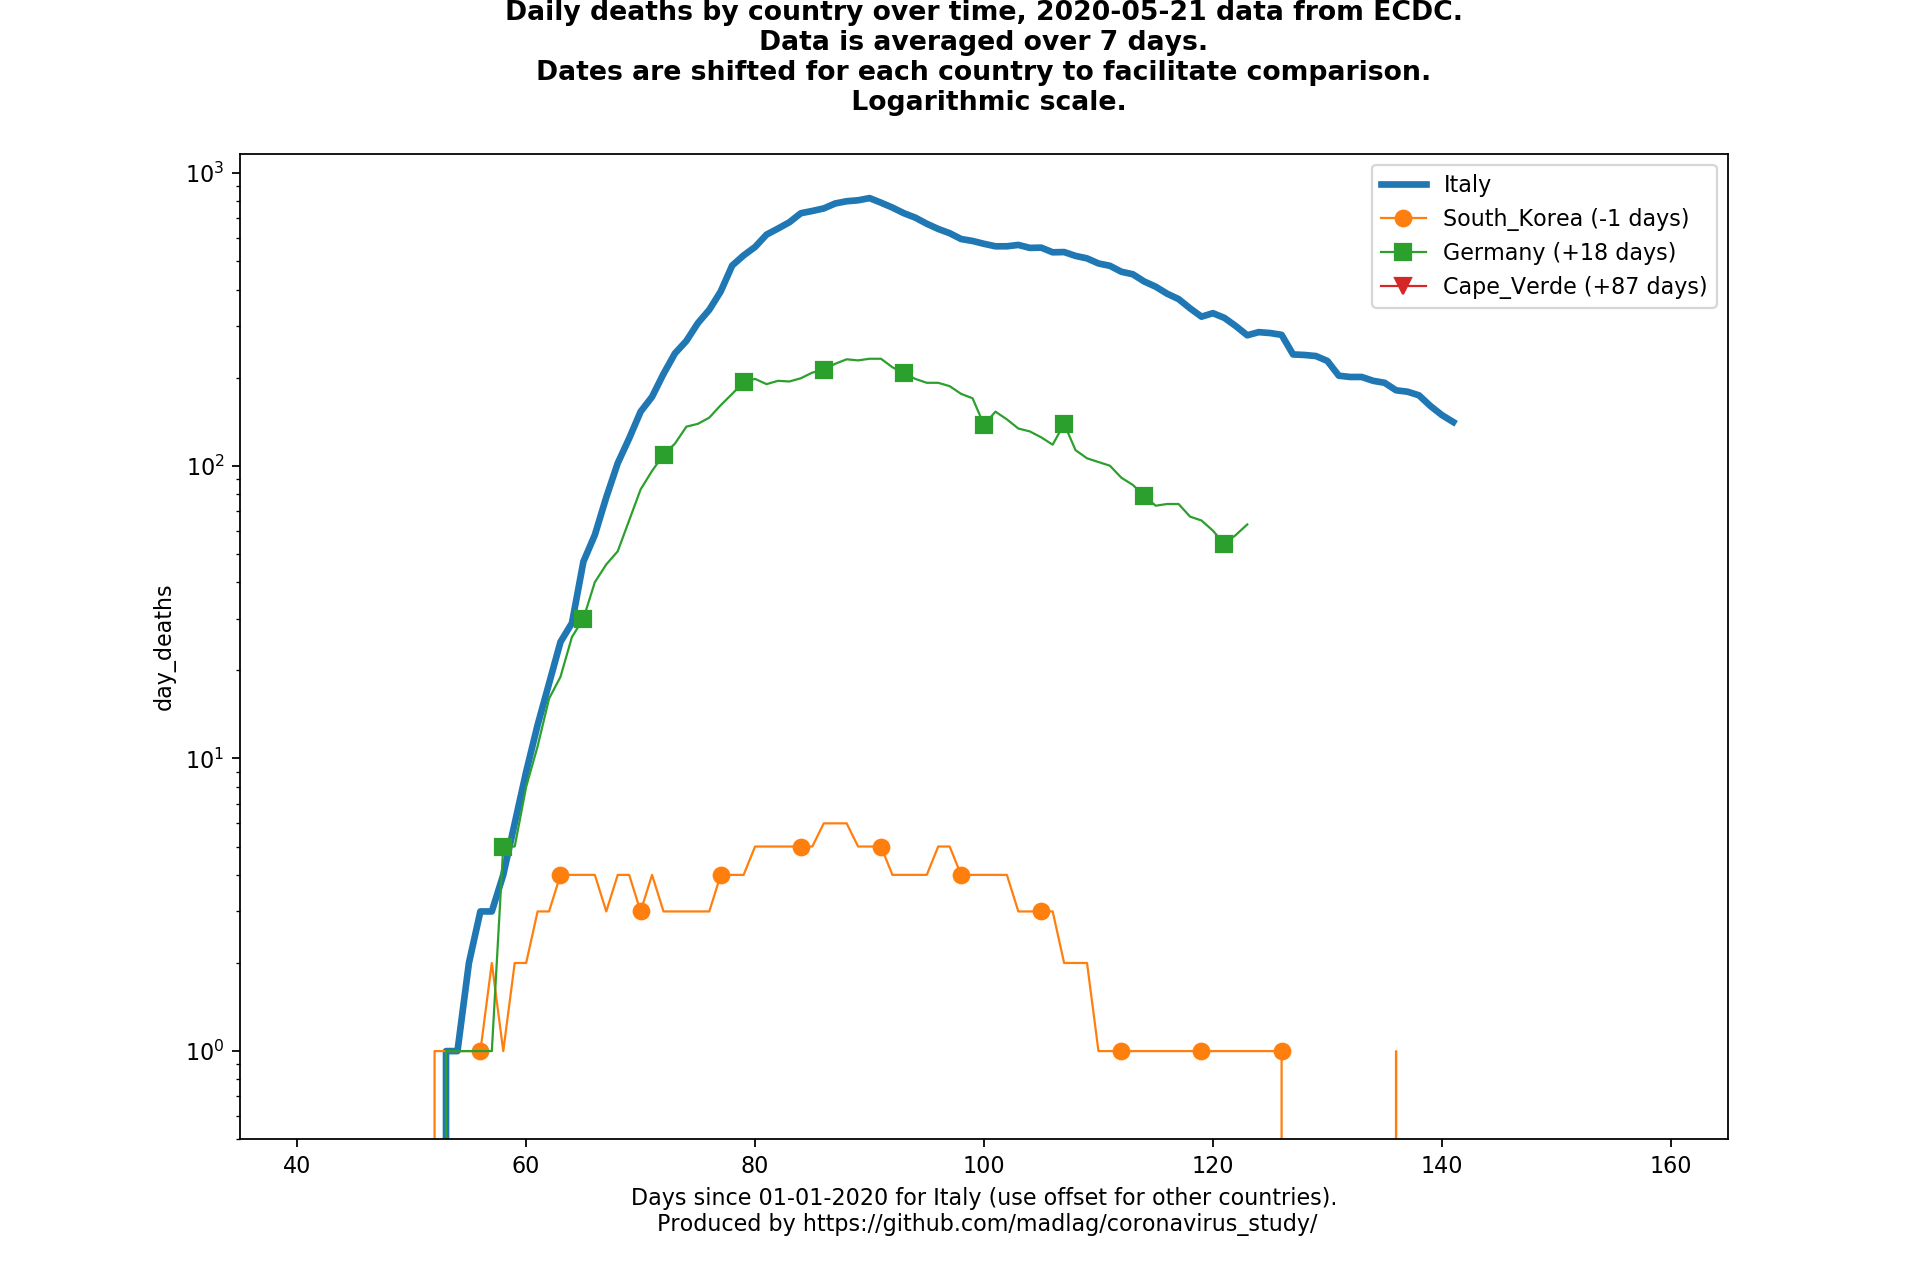 Daily deaths by country over time, 2020-05-21 data from ECDC.
Data is averaged over 7 days.
Dates are shifted for each country to facilitate comparison.
Logarithmic scale.
10³
10²
10¹
10⁰
day_deaths
Italy
South_Korea (-1 days)
Germany (+18 days)
Cape_Verde (+87 days)
40 60 80 100 120 140 160
Days since 01-01-2020 for Italy (use offset for other countries).
Produced by https://github.com/madlag/coronavirus_study/